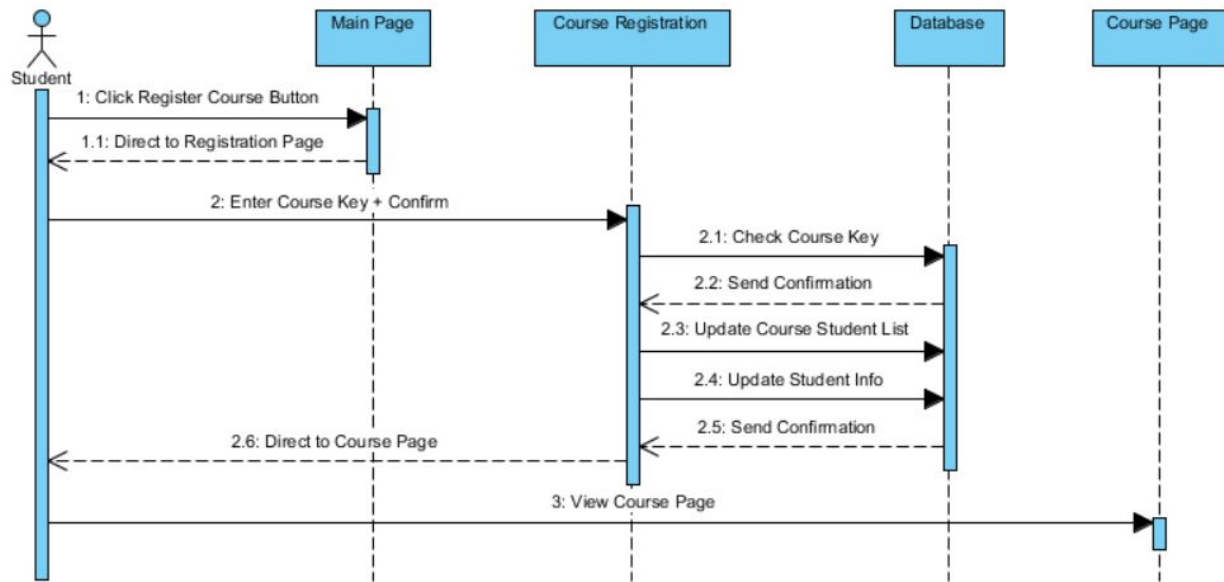 Main Page
Course Registration
Database
Course Page
Student
1: Click Register Course Button
1.1: Direct to Registration Page
2: Enter Course Key + Confirm
2.1: Check Course Key
2.2: Send Confirmation
2.3: Update Course Student List
2.4: Update Student Info
2.5: Send Confirmation
2.6: Direct to Course Page
3: View Course Page